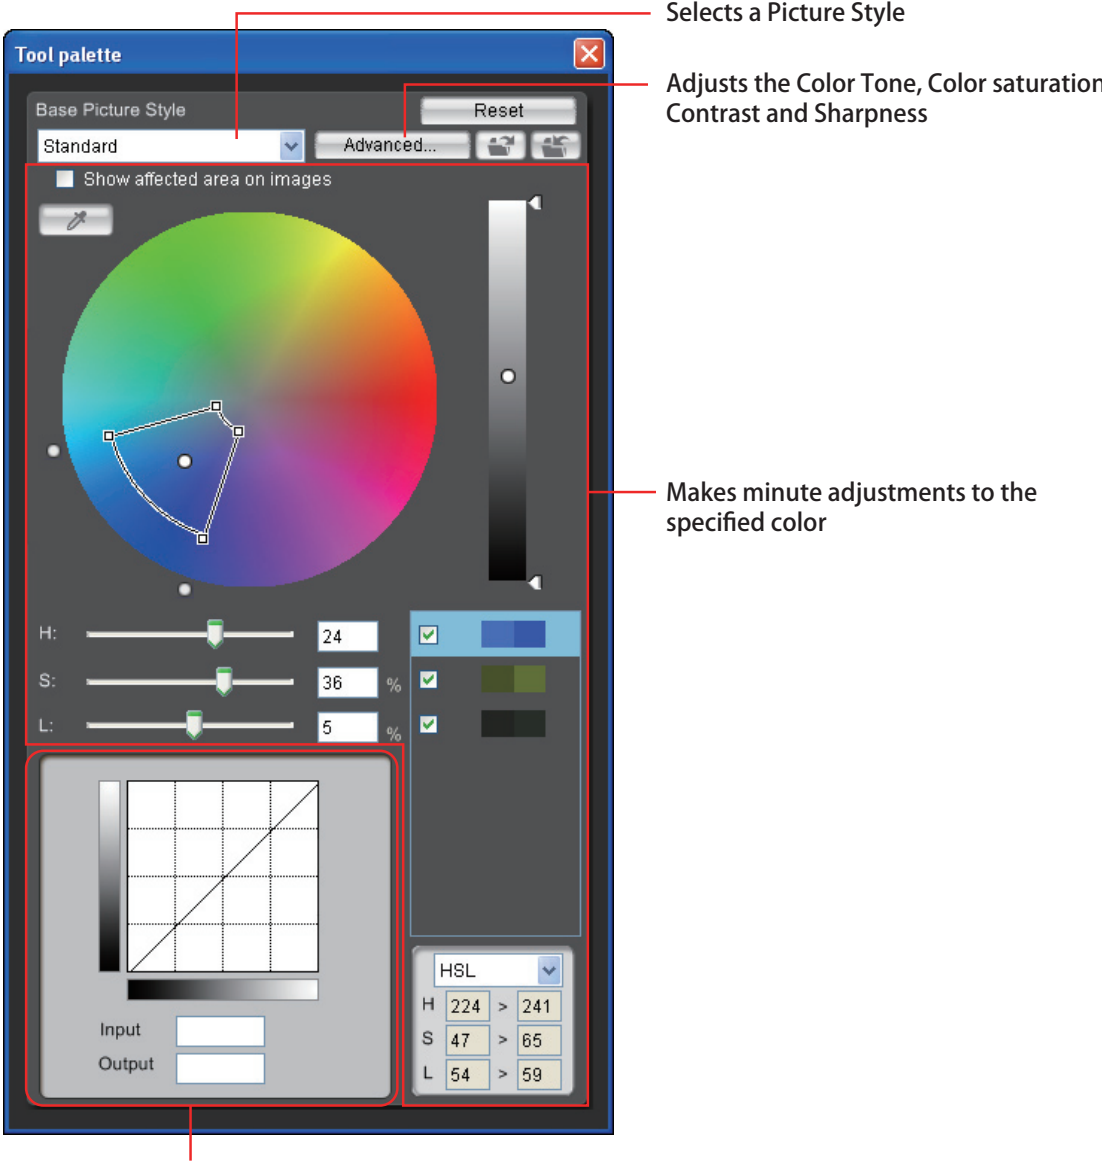 Selects a Picture Style
Tool palette
Adjusts the Color Tone, Color saturation
Contrast and Sharpness
Base Picture Style
Reset
Standard
Advanced...
Show affected area on images
Makes minute adjustments to the
specified color
H: 24
S: 36 %
L: 5 %
HSL
H 224 > 241
S 47 > 65
L 54 > 59
Input
Output